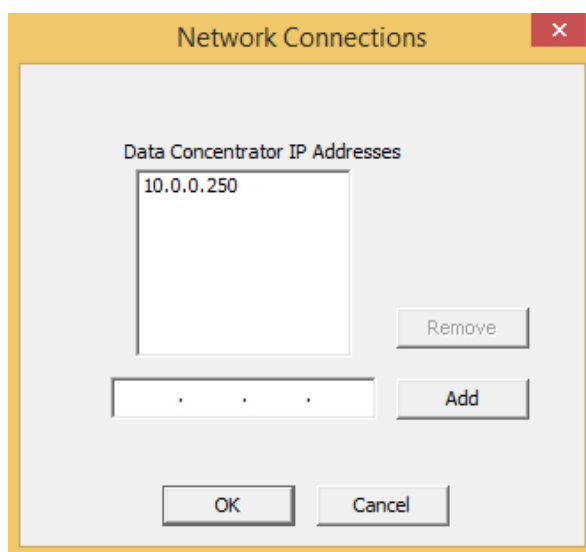 Network Connections
Data Concentrator IP Addresses
10.0.0.250
Remove
. . .
Add
OK
Cancel